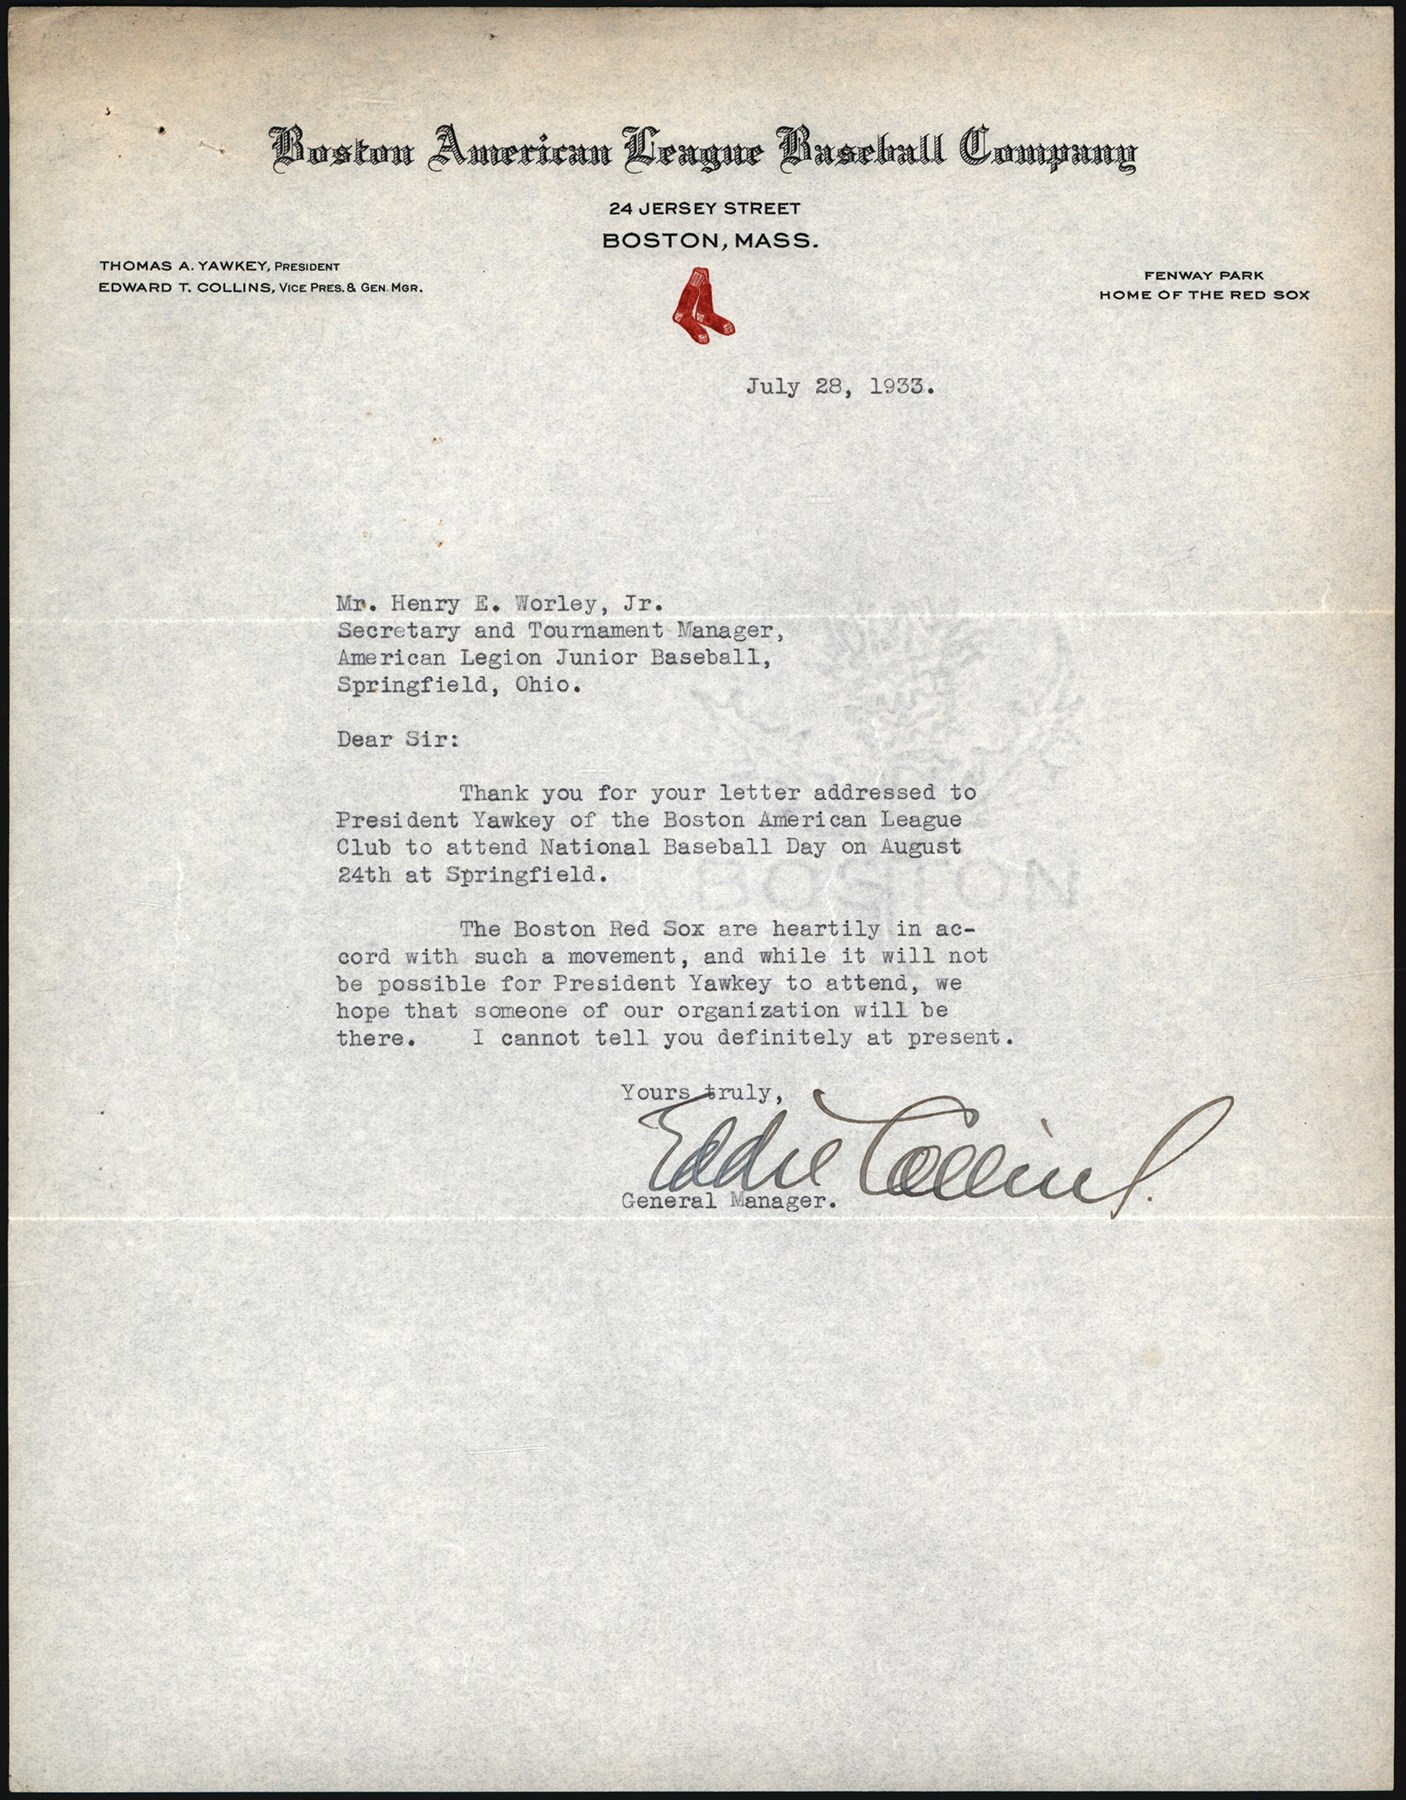 Boston American League Baseball Company
24 JERSEY STREET
BOSTON, MASS.
THOMAS A. YAWKEY, PRESIDENT
EDWARD T. COLLINS, VICE PRES. & GEN. MGR.
FENWAY PARK
HOME OF THE RED SOX
July 28, 1933.
Mr. Henry E. Worley, Jr.
Secretary and Tournament Manager,
American Legion Junior Baseball,
Springfield, Ohio.
Dear Sir:
Thank you for your letter addressed to
President Yawkey of the Boston American League
Club to attend National Baseball Day on August
24th at Springfield.
BOSTON
The Boston Red Sox are heartily in ac-
cord with such a movement, and while it will not
be possible for President Yawkey to attend, we
hope that someone of our organization will be
there. I cannot tell you definitely at present.
Yours truly,
Eddie Collins.
General Manager.